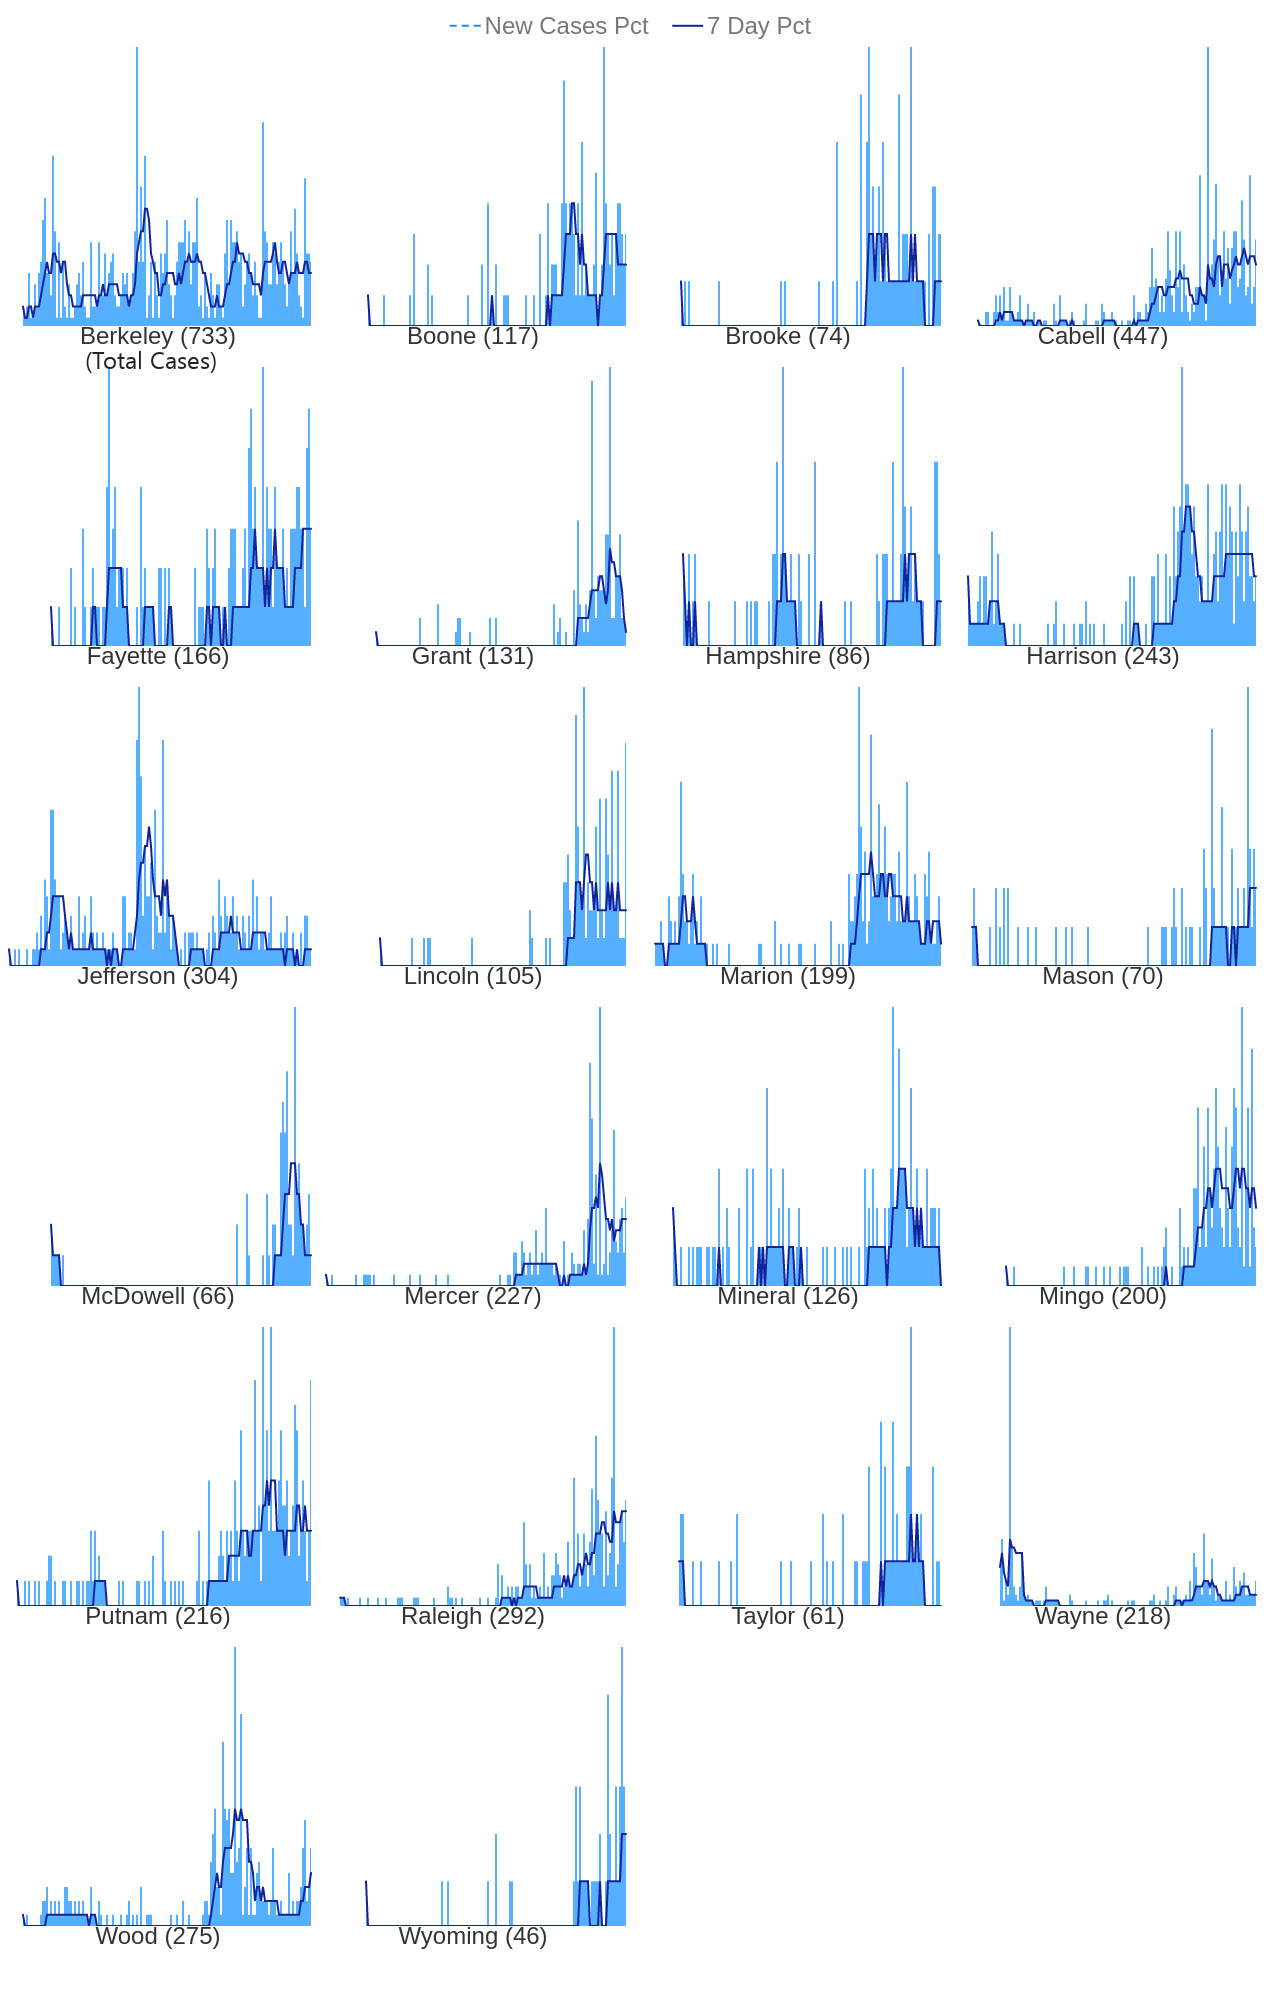 New Cases Pct 7 Day Pct
Berkeley (733) Boone (117) Brooke (74) Cabell (447)
(Total Cases)
Fayette (166) Grant (131) Hampshire (86) Harrison (243)
Jefferson (304) Lincoln (105) Marion (199) Mason (70)
McDowell (66) Mercer (227) Mineral (126) Mingo (200)
Putnam (216) Raleigh (292) Taylor (61) Wayne (218)
Wood (275) Wyoming (46)